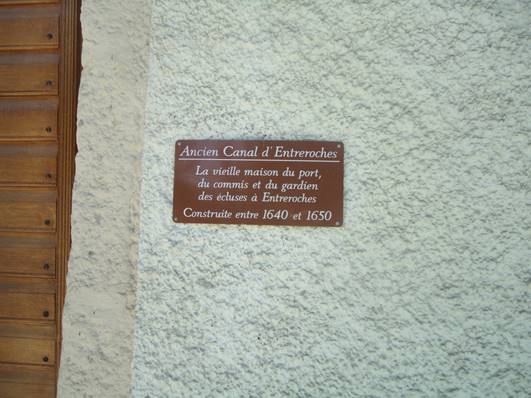 Ancien Canal d'Entreroches
La vieille maison du port,
du commis et du gardien
des écluses à Entreroches
Construite entre 1640 et 1650